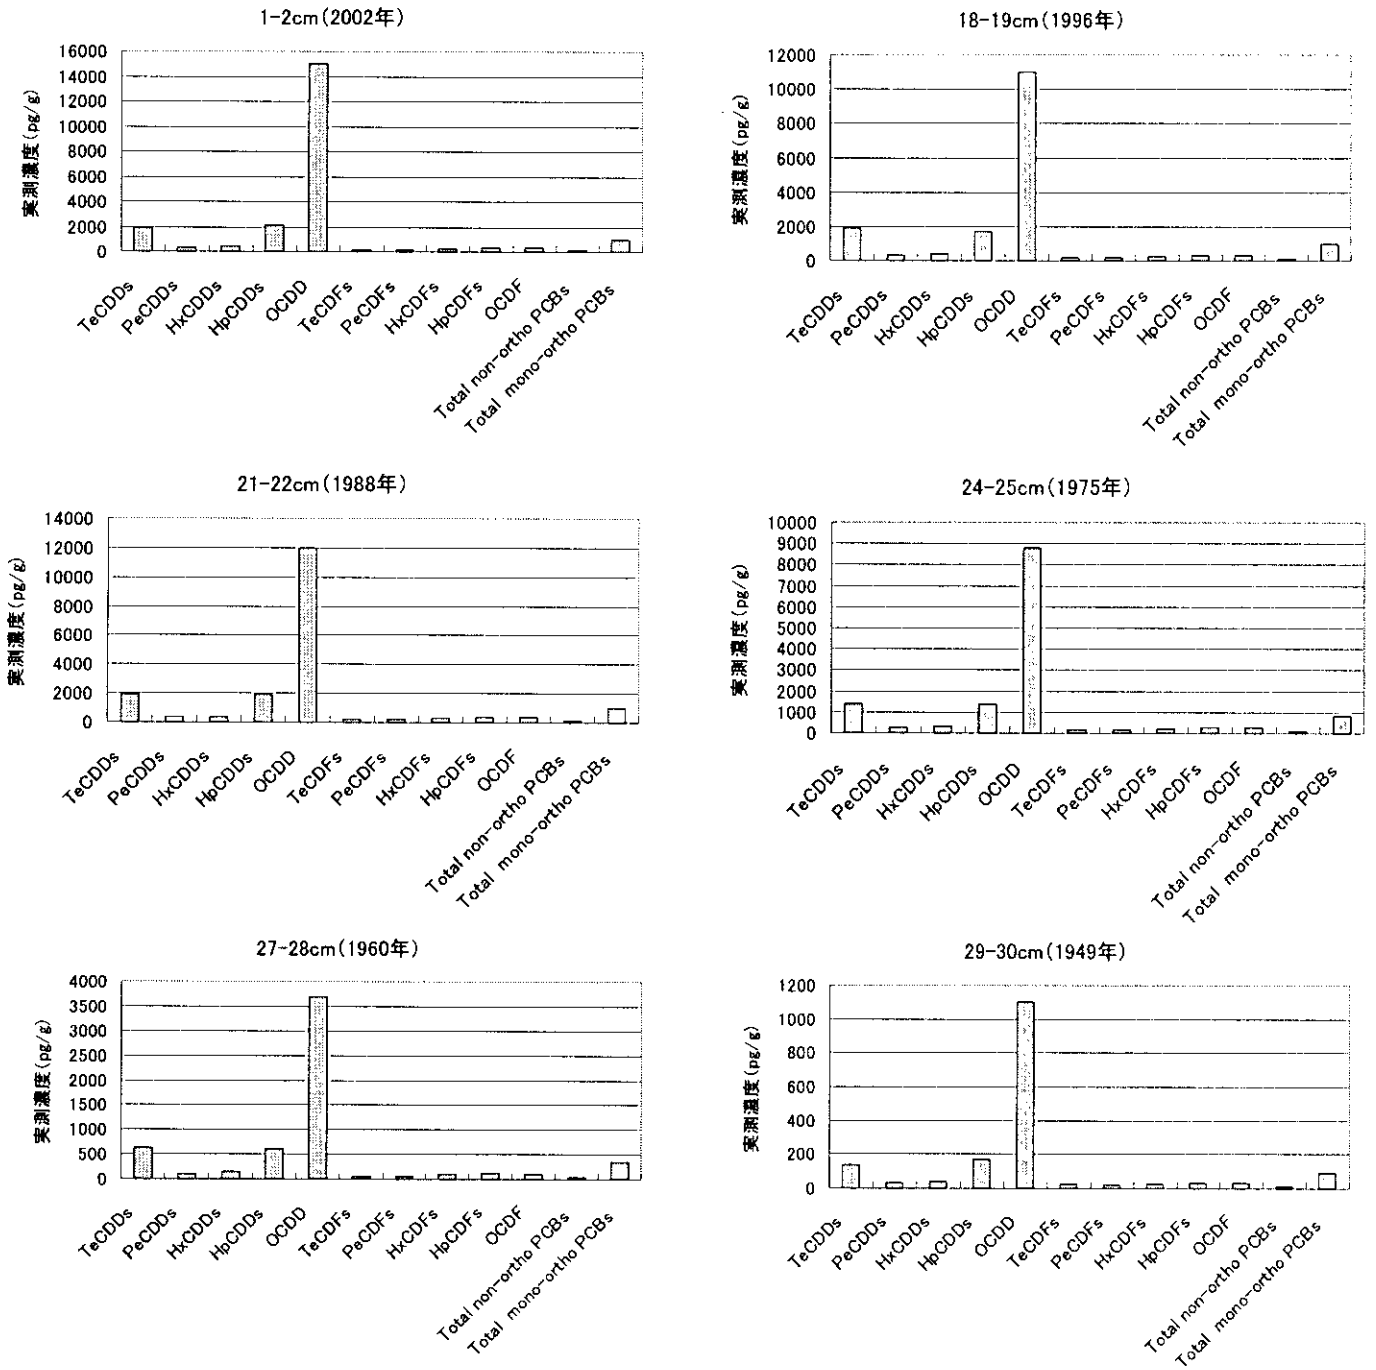 1-2cm(2002年)
実測濃度(pg/g)
16000
14000
12000
10000
8000
6000
4000
2000
0
TeCDDs
PeCDDs
HxCDDs
HpCDDs
OCDD
TeCDFs
PeCDFs
HxCDFs
HpCDFs
OCDF
Total non-ortho PCBs
Total mono-ortho PCBs
18-19cm(1996年)
実測濃度(pg/g)
12000
10000
8000
6000
4000
2000
0
TeCDDs
PeCDDs
HxCDDs
HpCDDs
OCDD
TeCDFs
PeCDFs
HxCDFs
HpCDFs
OCDF
Total non-ortho PCBs
Total mono-ortho PCBs
21-22cm(1988年)
実測濃度(pg/g)
14000
12000
10000
8000
6000
4000
2000
0
TeCDDs
PeCDDs
HxCDDs
HpCDDs
OCDD
TeCDFs
PeCDFs
HxCDFs
HpCDFs
OCDF
Total non-ortho PCBs
Total mono-ortho PCBs
24-25cm(1975年)
実測濃度(pg/g)
10000
9000
8000
7000
6000
5000
4000
3000
2000
1000
0
TeCDDs
PeCDDs
HxCDDs
HpCDDs
OCDD
TeCDFs
PeCDFs
HxCDFs
HpCDFs
OCDF
Total non-ortho PCBs
Total mono-ortho PCBs
27-28cm(1960年)
実測濃度(pg/g)
4000
3500
3000
2500
2000
1500
1000
500
0
TeCDDs
PeCDDs
HxCDDs
HpCDDs
OCDD
TeCDFs
PeCDFs
HxCDFs
HpCDFs
OCDF
Total non-ortho PCBs
Total mono-ortho PCBs
29-30cm(1949年)
実測濃度(pg/g)
1200
1000
800
600
400
200
0
TeCDDs
PeCDDs
HxCDDs
HpCDDs
OCDD
TeCDFs
PeCDFs
HxCDFs
HpCDFs
OCDF
Total non-ortho PCBs
Total mono-ortho PCBs